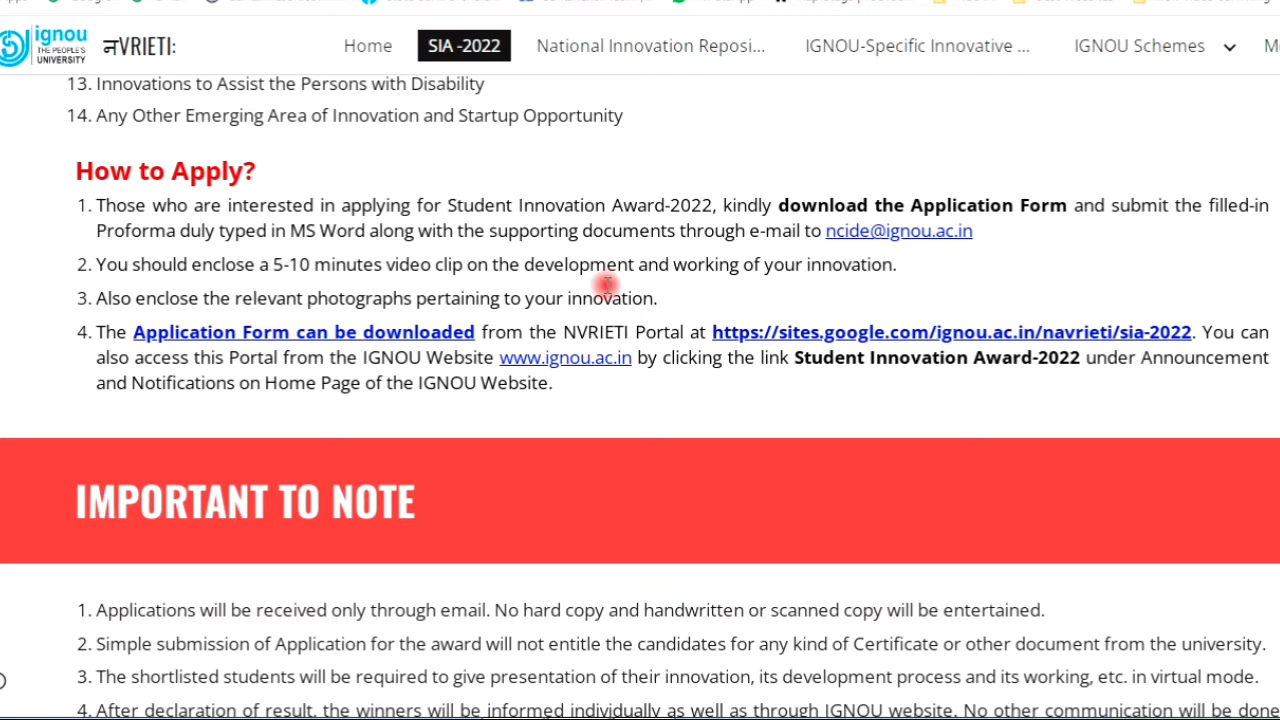 ignou
THE PEOPLE'S
UNIVERSITY
नVRIETI:
Home
SIA -2022
National Innovation Reposi...
IGNOU-Specific Innovative ...
IGNOU Schemes
13. Innovations to Assist the Persons with Disability
14. Any Other Emerging Area of Innovation and Startup Opportunity
How to Apply?
1. Those who are interested in applying for Student Innovation Award-2022, kindly download the Application Form and submit the filled-in
Proforma duly typed in MS Word along with the supporting documents through e-mail to ncide@ignou.ac.in
2. You should enclose a 5-10 minutes video clip on the development and working of your innovation.
3. Also enclose the relevant photographs pertaining to your innovation.
4. The Application Form can be downloaded from the NVRIETI Portal at https://sites.google.com/ignou.ac.in/navrieti/sia-2022. You can
also access this Portal from the IGNOU Website www.ignou.ac.in by clicking the link Student Innovation Award-2022 under Announcement
and Notifications on Home Page of the IGNOU Website.
IMPORTANT TO NOTE
1. Applications will be received only through email. No hard copy and handwritten or scanned copy will be entertained.
2. Simple submission of Application for the award will not entitle the candidates for any kind of Certificate or other document from the university.
3. The shortlisted students will be required to give presentation of their innovation, its development process and its working, etc. in virtual mode.
4. After declaration of result, the winners will be informed individually as well as through IGNOU website. No other communication will be done